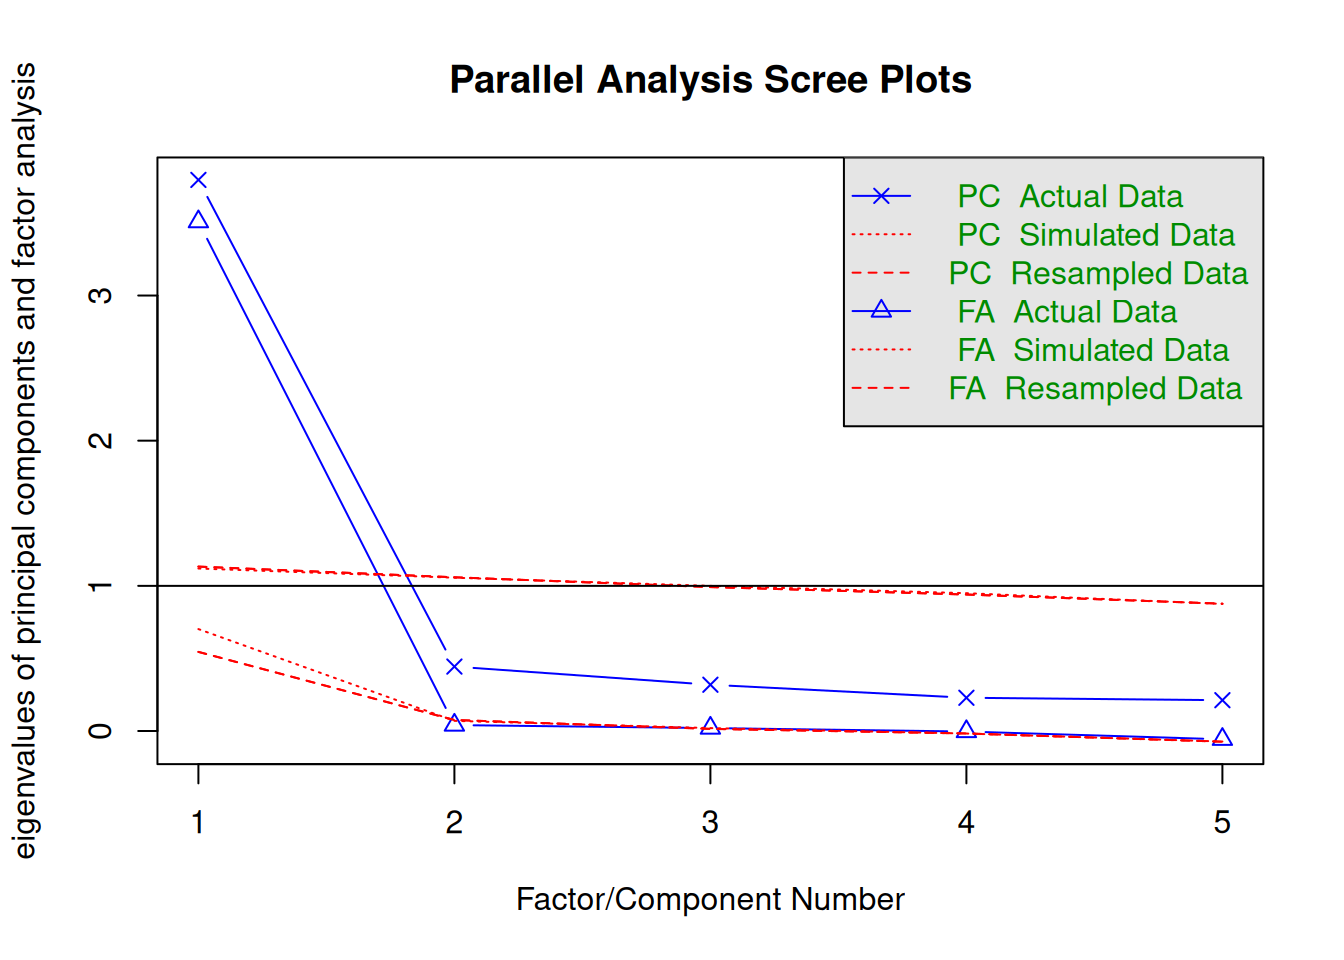 Parallel Analysis Scree Plots
eigenvalues of principal components and factor analysis
3
2
1
0
PC Actual Data
PC Simulated Data
PC Resampled Data
FA Actual Data
FA Simulated Data
FA Resampled Data
1 2 3 4 5
Factor/Component Number